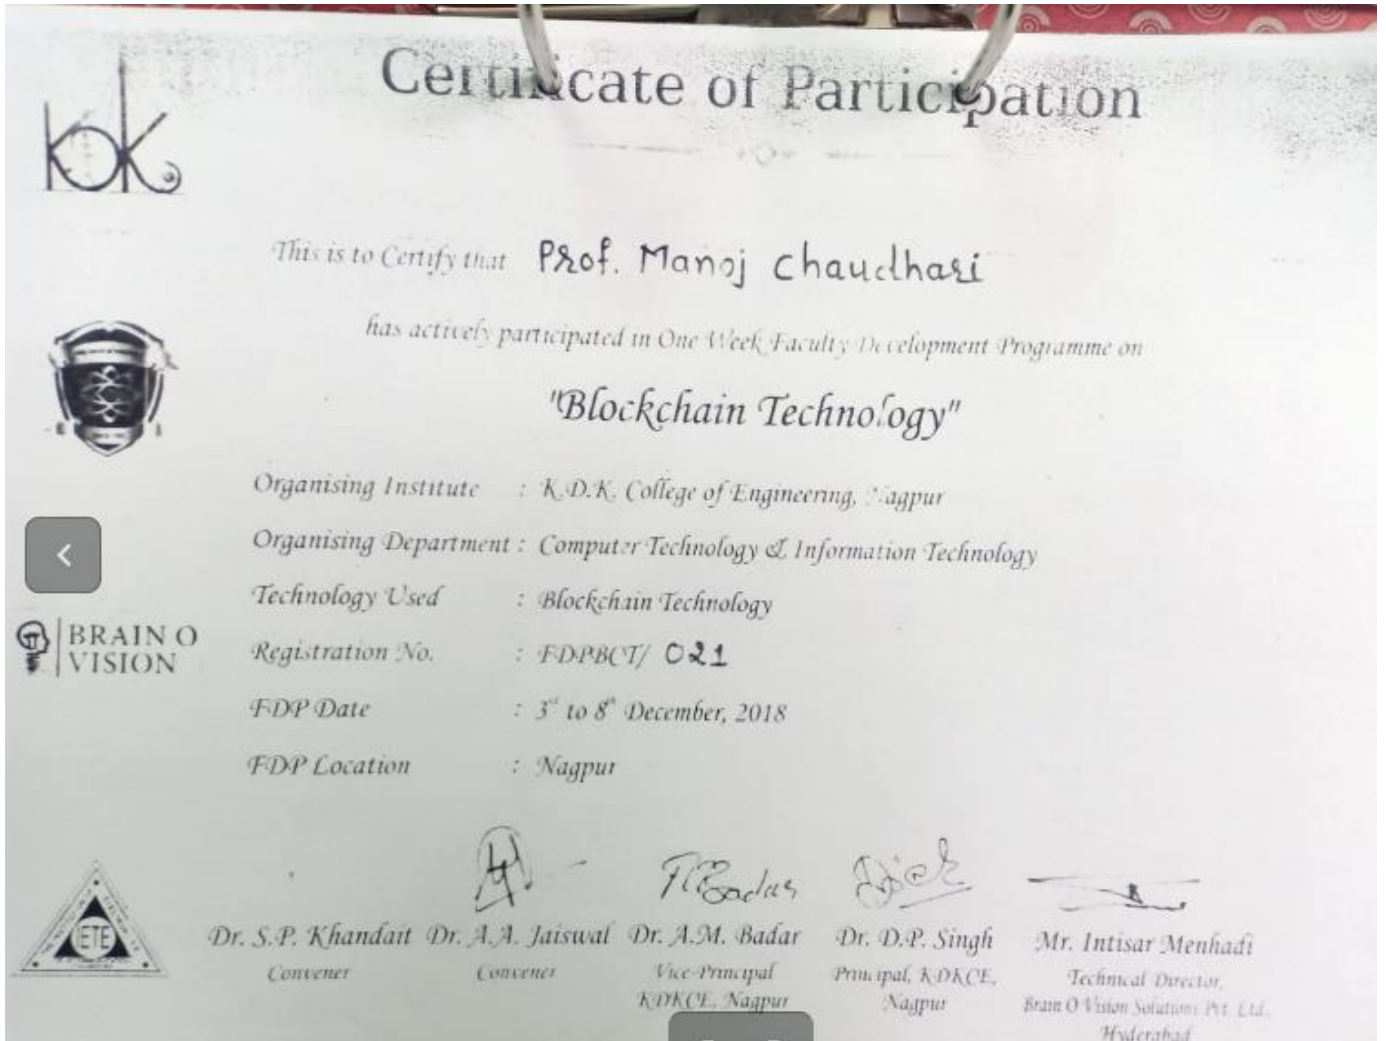 Certificate of Participation
This is to Certify that Prof. Manoj Chaudhari
has actively participated in One Week Faculty Development Programme on
"Blockchain Technology"
Organising Institute : K.D.K. College of Engineering, Nagpur
Organising Department : Computer Technology & Information Technology
Technology Used : Blockchain Technology
BRAIN O
VISION
Registration No. : FDPBCT/ 021
FDP Date : 3rd to 8th December, 2018
FDP Location : Nagpur
IETE
Dr. S.P. Khandait Dr. A.A. Jaiswal Dr. A.M. Badar Dr. D.P. Singh Mr. Intisar Menhadi
Convener Convener Vice-Principal Principal, KDKCE, Technical Director,
KDKCE, Nagpur Nagpur Brain O Vision Solutions Pvt. Ltd.
Hyderabad